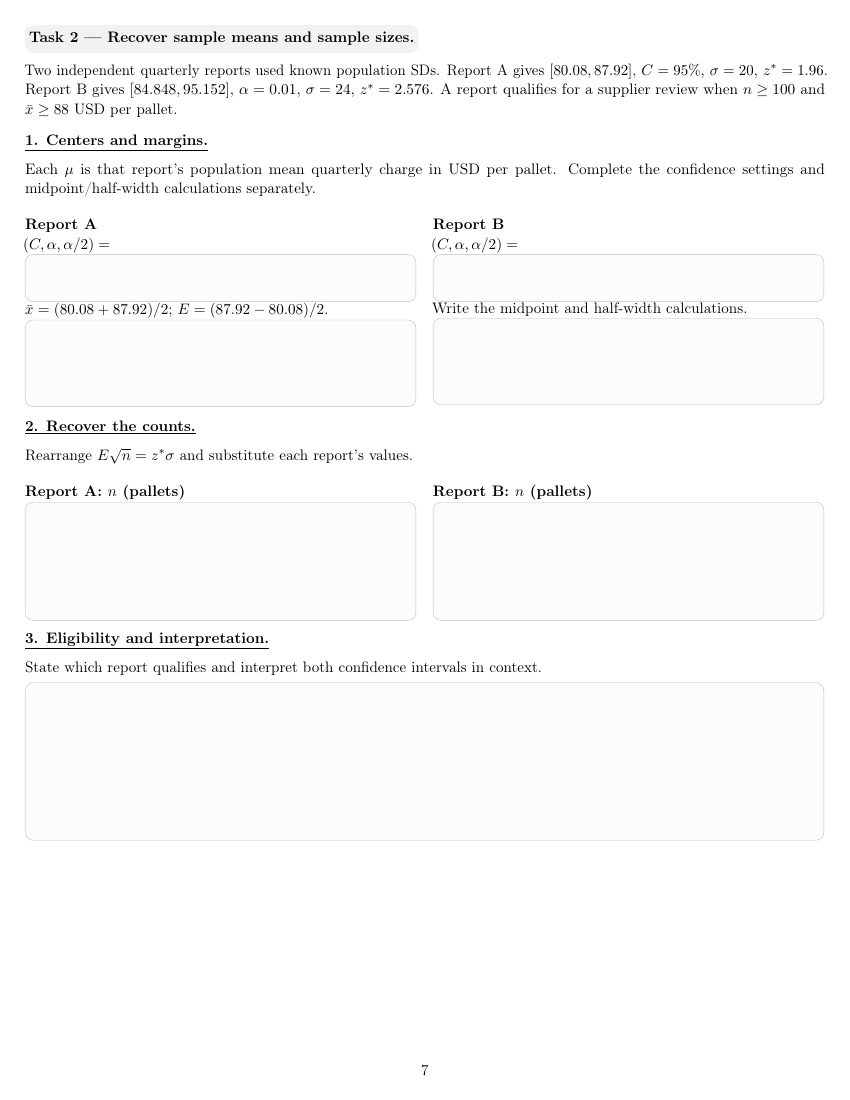 Task 2 — Recover sample means and sample sizes.
Two independent quarterly reports used known population SDs. Report A gives [80.08, 87.92], C = 95%, σ = 20, z* = 1.96.
Report B gives [84.848, 95.152], α = 0.01, σ = 24, z* = 2.576. A report qualifies for a supplier review when n ≥ 100 and
x̄ ≥ 88 USD per pallet.
1. Centers and margins.
Each μ is that report's population mean quarterly charge in USD per pallet. Complete the confidence settings and
midpoint/half-width calculations separately.
Report A
(C, α, α/2) =
x̄ = (80.08 + 87.92)/2; E = (87.92 − 80.08)/2.
Report B
(C, α, α/2) =
Write the midpoint and half-width calculations.
2. Recover the counts.
Rearrange E√n = z*σ and substitute each report's values.
Report A: n (pallets)
Report B: n (pallets)
3. Eligibility and interpretation.
State which report qualifies and interpret both confidence intervals in context.
7